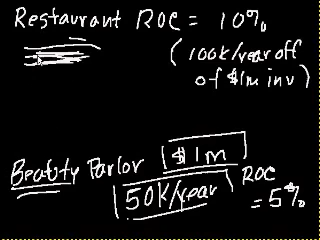 Restaurant ROC = 10%
(100k/year off
of $1m inv)
Beauty Parlor $1m
50K/year ROC
= 5%